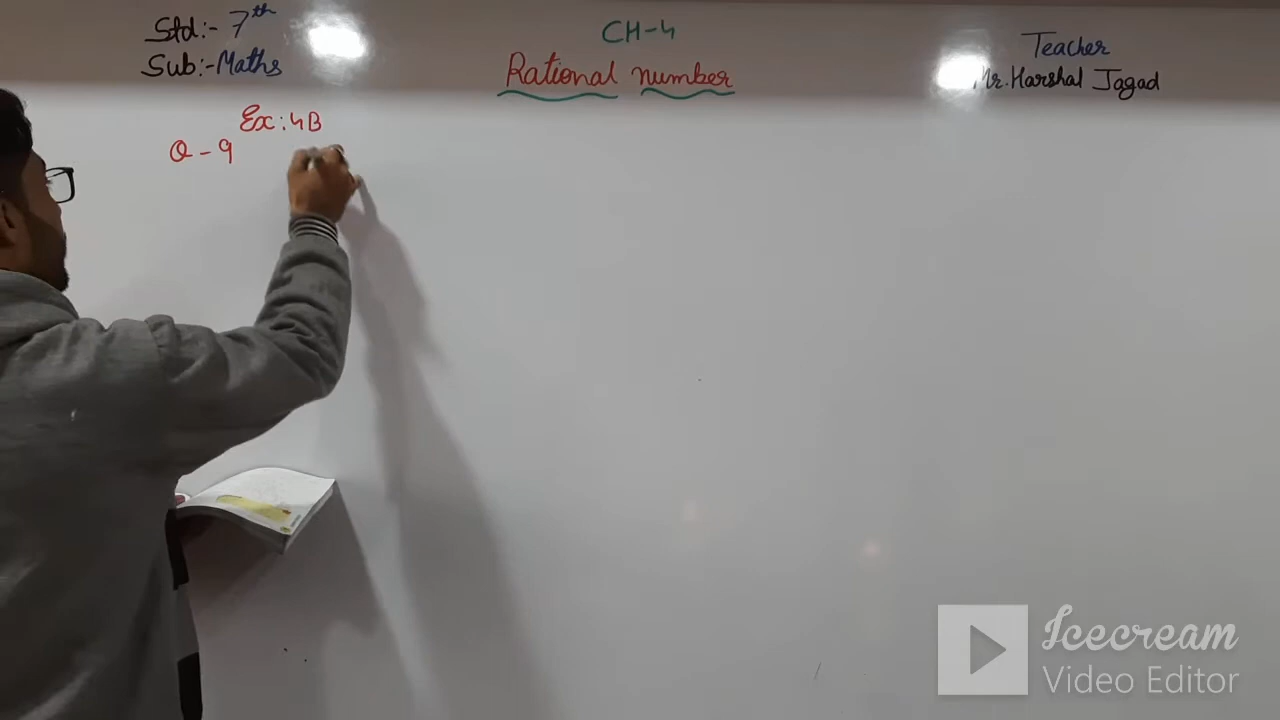 Std:- 7th
Sub:- Maths
CH-4
Rational number
Teacher
Mr. Harshal Jagad
Ex: 4B
Q - 9
Icecream
Video Editor